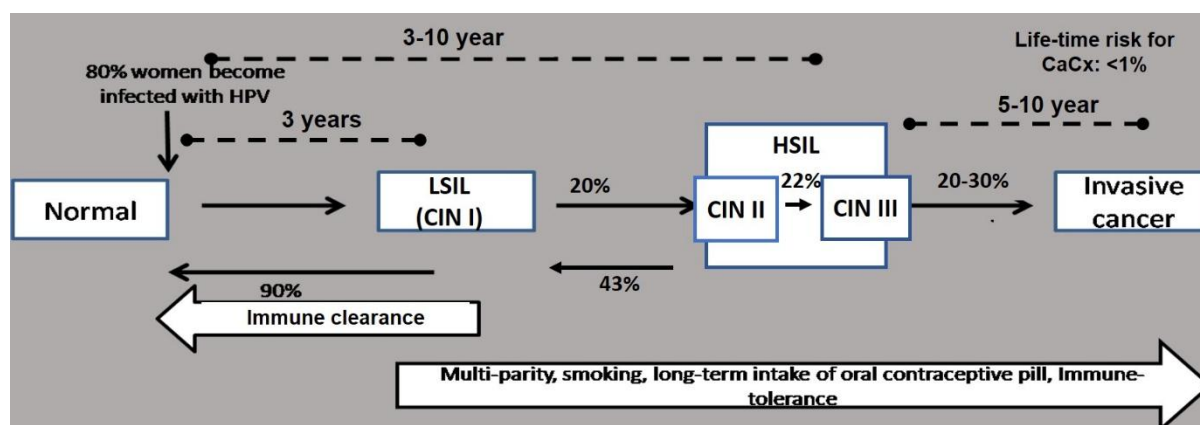 3-10 year
Life-time risk for
CaCx: <1%
80% women become
infected with HPV
3 years
5-10 year
Normal
LSIL
(CIN I)
20%
HSIL
CIN II
22%
CIN III
20-30%
Invasive
cancer
90%
43%
Immune clearance
Multi-parity, smoking, long-term intake of oral contraceptive pill, Immune-
tolerance